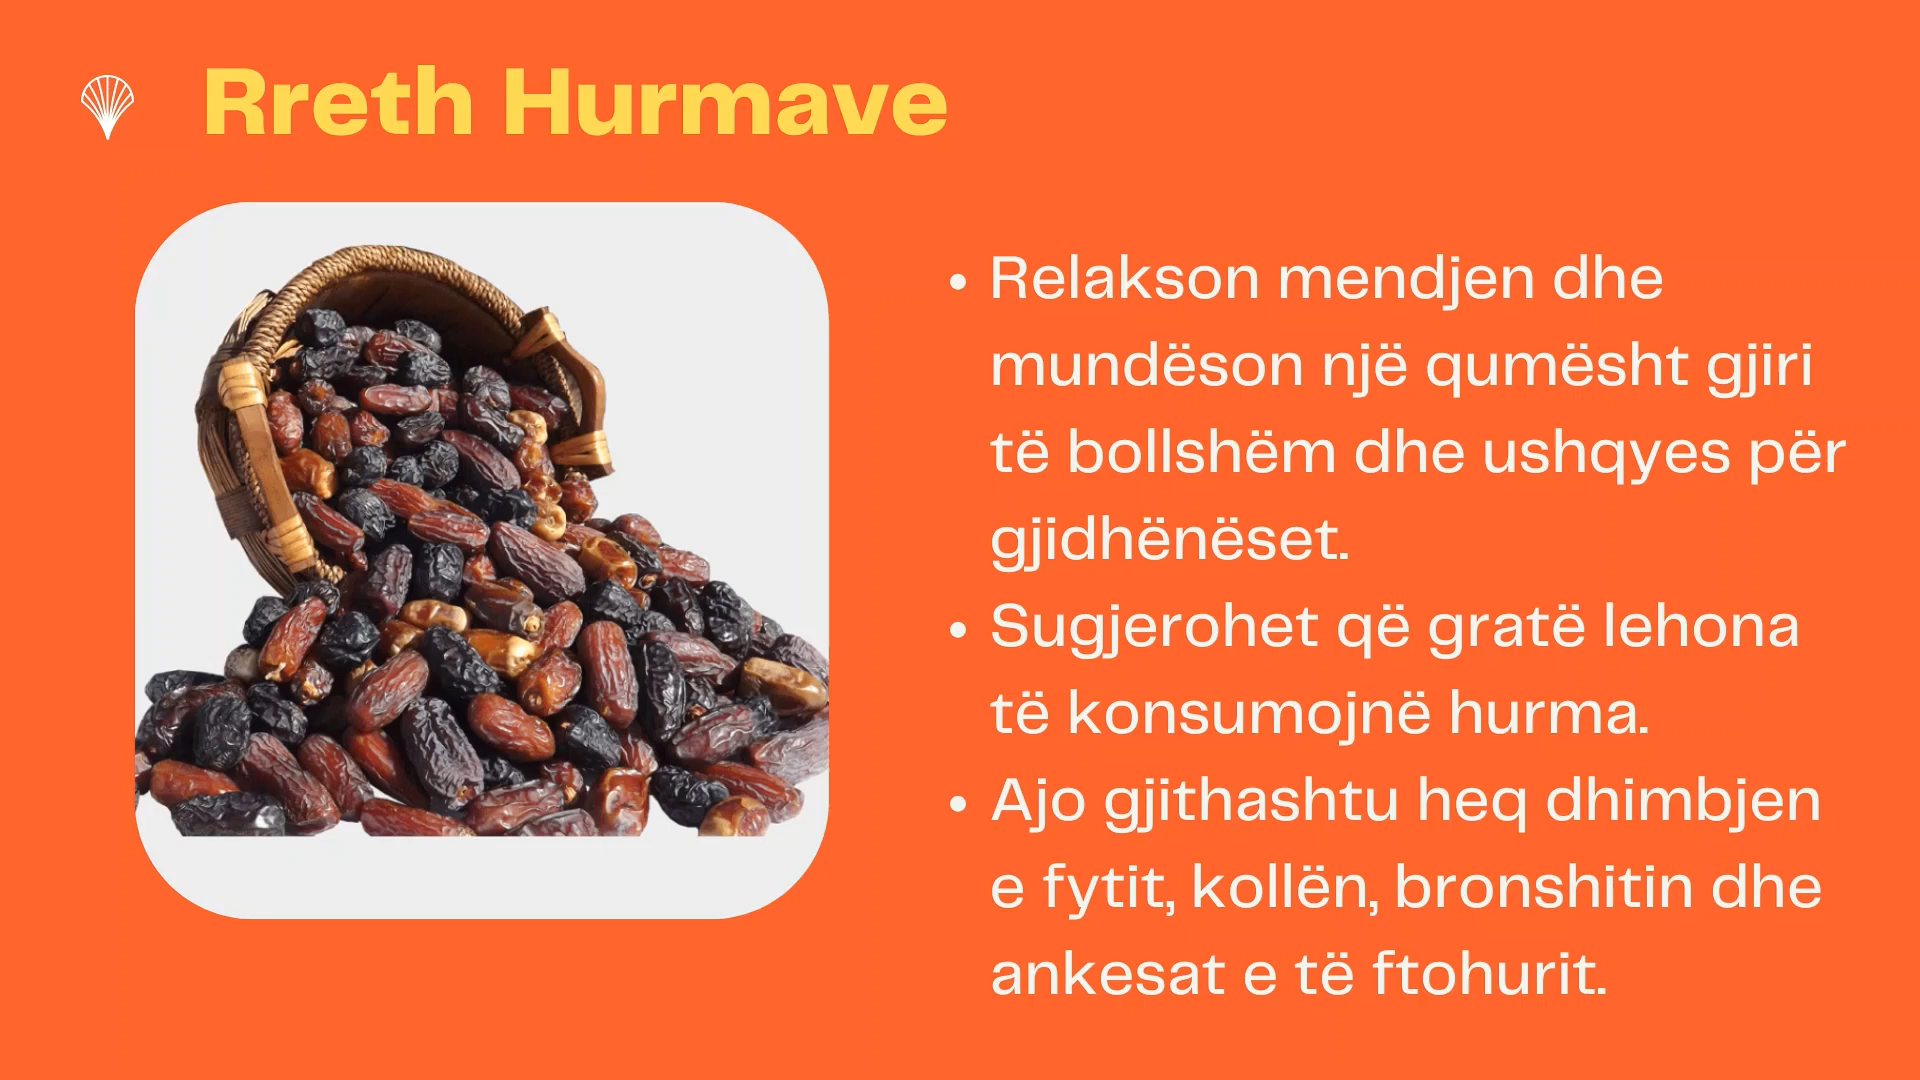 Rreth Hurmave
• Relakson mendjen dhe
mundëson një qumësht gjiri
të bollshëm dhe ushqyes për
gjidhënëset.
• Sugjerohet që gratë lehona
të konsumojnë hurma.
• Ajo gjithashtu heq dhimbjen
e fytit, kollën, bronshitin dhe
ankesat e të ftohurit.